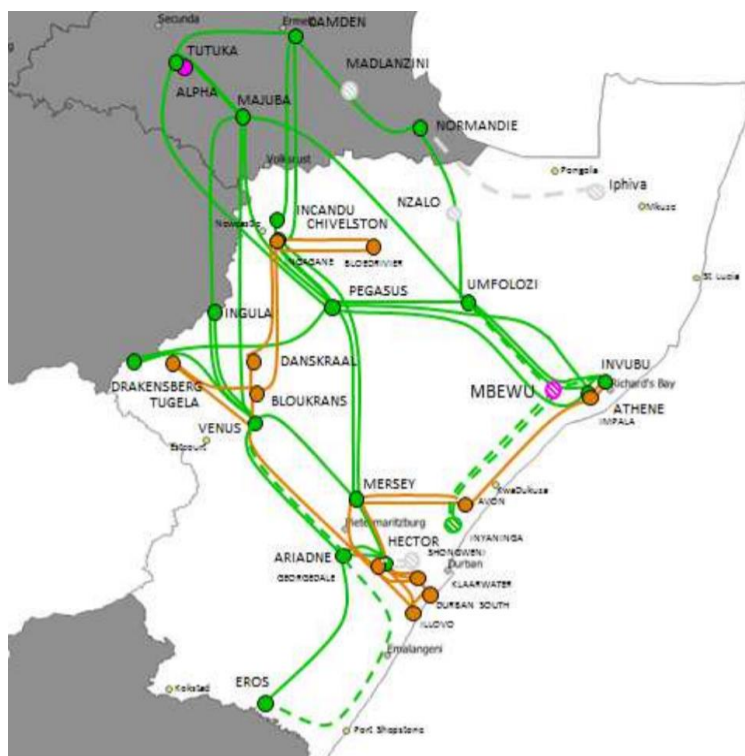 Secunda
Ermelo
CAMDEN
TUTUKA
MADLANZINI
ALPHA
MAJUBA
NORMANDIE
Volksrust
Pongola
Iphiva
NZALO
Mkuze
INCANDU
CHIVELSTON
Newcastle
INGAGANE
BLOEDRIVIER
St Lucia
PEGASUS
UMFOLOZI
INGULA
DANSKRAAL
INVUBU
DRAKENSBERG
MBEWU
Richard's Bay
TUGELA
BLOUKRANS
ATHENE
VENUS
IMPALA
Estcourt
MERSEY
KwaDukuza
AVON
Pietermaritzburg
INYANINGA
HECTOR
ARIADNE
SHONGWENI
Durban
GEORGEDALE
KLAARWATER
DURBAN SOUTH
ILLOVO
Emalangeni
EROS
Kokstad
Port Shepstone